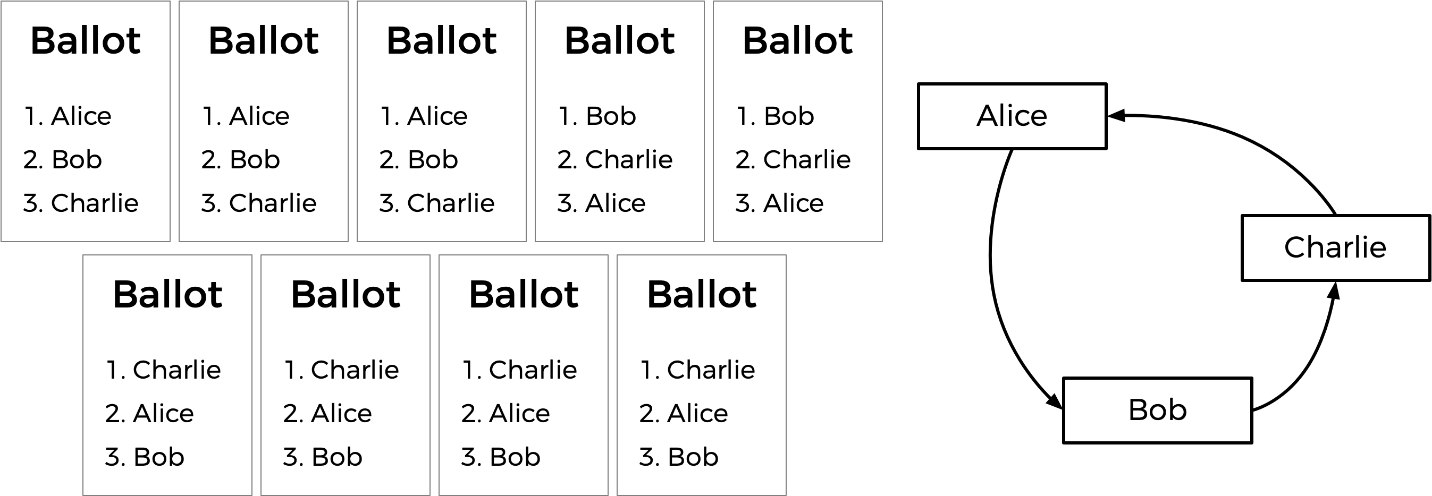 Ballot
1. Alice
2. Bob
3. Charlie
Ballot
1. Alice
2. Bob
3. Charlie
Ballot
1. Alice
2. Bob
3. Charlie
Ballot
1. Bob
2. Charlie
3. Alice
Ballot
1. Bob
2. Charlie
3. Alice
Ballot
1. Charlie
2. Alice
3. Bob
Ballot
1. Charlie
2. Alice
3. Bob
Ballot
1. Charlie
2. Alice
3. Bob
Ballot
1. Charlie
2. Alice
3. Bob
Alice
Charlie
Bob